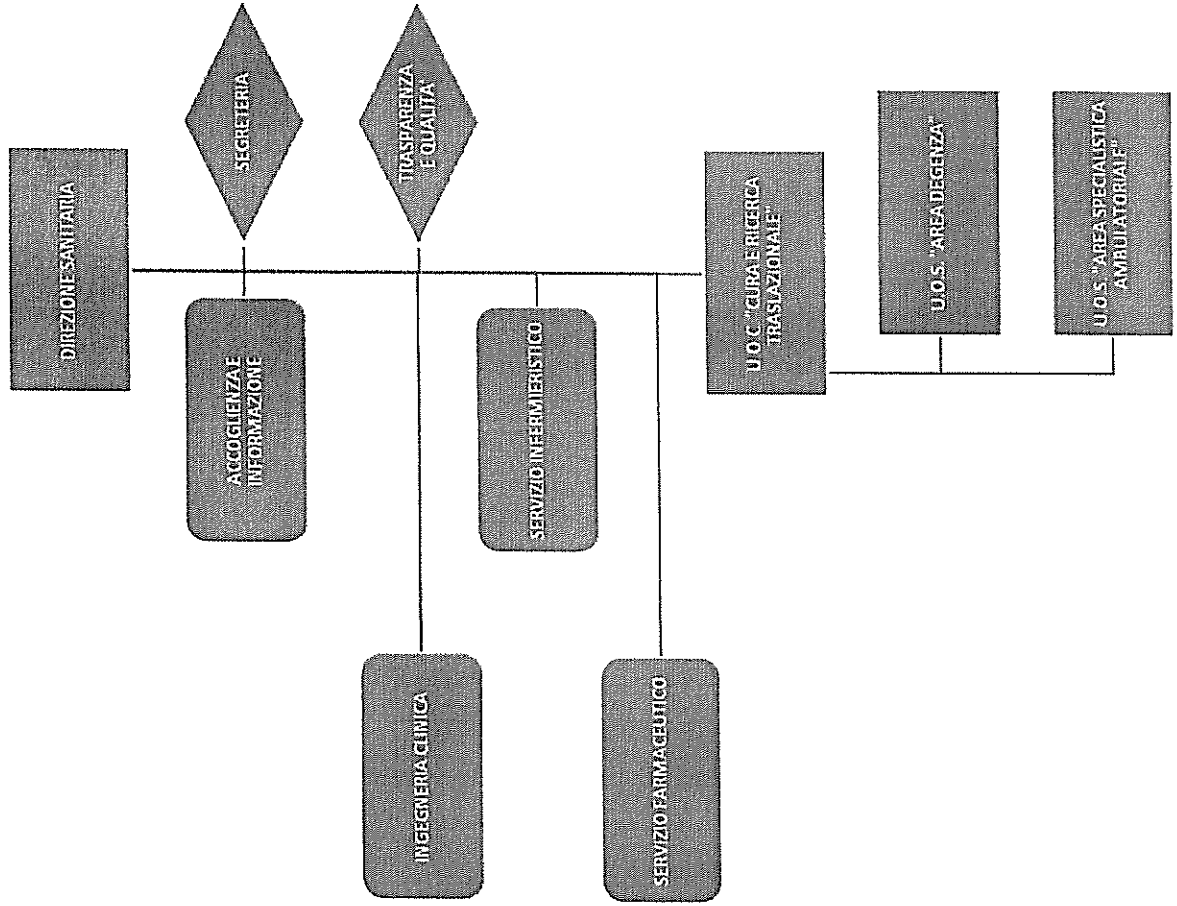 DIREZIONE SANITARIA
SEGRETERIA
ACCOGLIENZA E
INFORMAZIONE
TRASPARENZA
E QUALITA'
INGEGNERIA CLINICA
SERVIZIO INFERMIERISTICO
SERVIZIO FARMACEUTICO
U.O.C. "CURA E RICERCA
TRASLAZIONALE"
U.O.S. "AREA DEGENZA"
U.O.S. "AREA SPECIALISTICA
AMBULATORIALE"